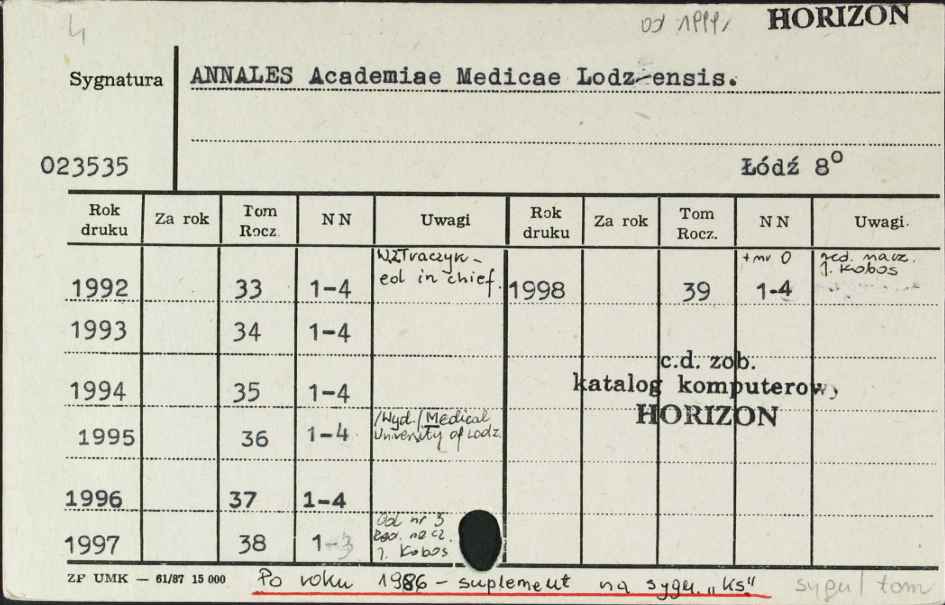 4 od 1999, HORIZON
Sygnatura ANNALES Academiae Medicae Lodz-ensis.
023535 Łódź 8°
Rok druku Za rok Tom Rocz. NN Uwagi Rok druku Za rok Tom Rocz. NN Uwagi.
1992 33 1-4 ed in chief. 1998 39 +nr 0 1-4 red. nacz. J. Kobos
1993 34 1-4
c.d. zob.
1994 35 1-4 katalog komputerowy
HORIZON
1995 36 1-4 /Wyd./Medical University of Lodz.
1996 37 1-4
1997 38 1-3 Od nr 3 Red. nacz. J. Kobos
ZP UMK — 61/87 15 000 Po roku 1986 - suplement na sygn. „Ks" sygn/tom